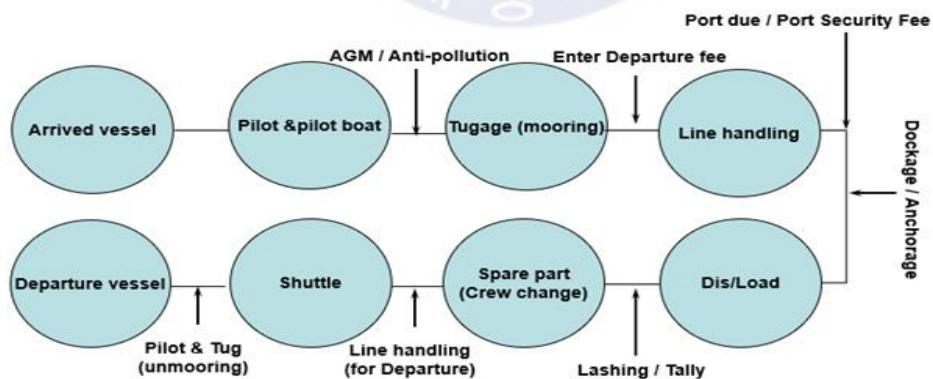 Port due / Port Security Fee
AGM / Anti-pollution
Enter Departure fee
Arrived vessel
Pilot &pilot boat
Tugage (mooring)
Line handling
Dockage / Anchorage
Departure vessel
Shuttle
Spare part
(Crew change)
Dis/Load
Pilot & Tug
(unmooring)
Line handling
(for Departure)
Lashing / Tally